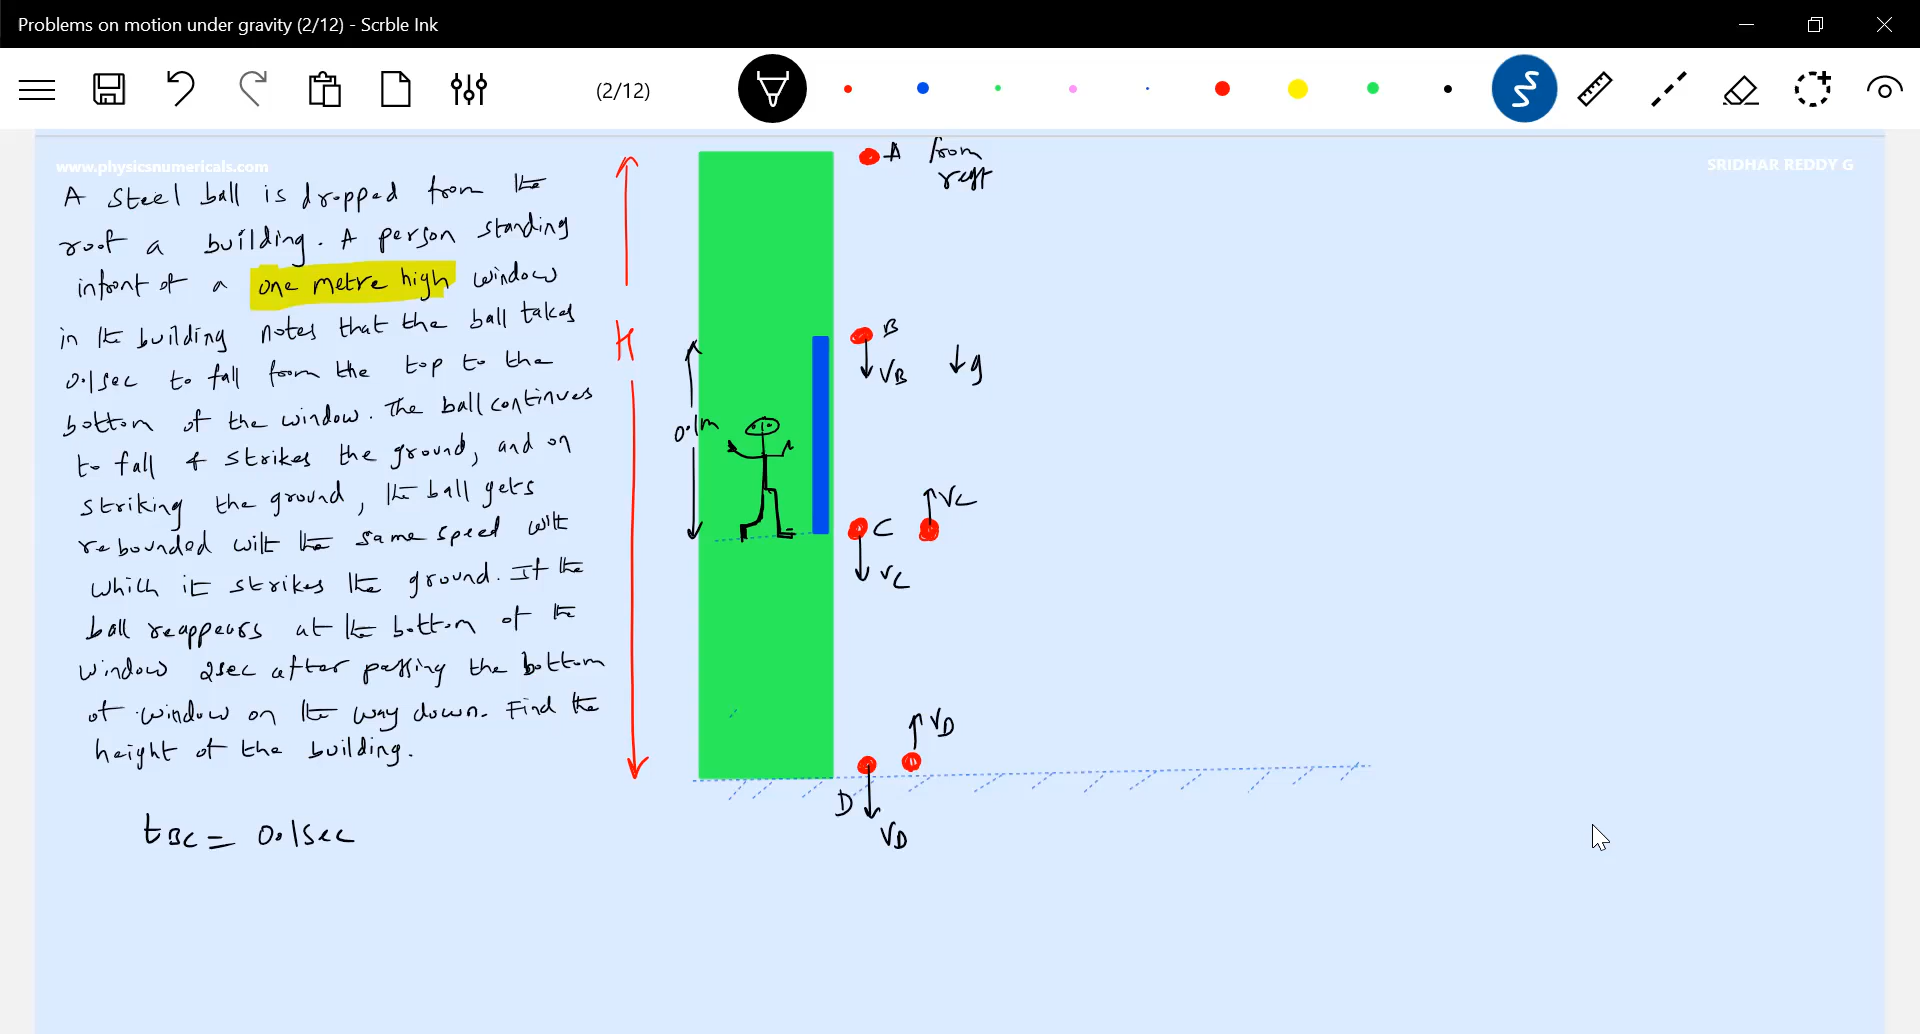 Problems on motion under gravity (2/12) - Scrble Ink
(2/12)
www.physicsnumericals.com
SRIDHAR REDDY G
A steel ball is dropped from the
roof a building. A person standing
infront of a one metre high window
in the building notes that the ball takes
0.1sec to fall from the top to the
bottom of the window. The ball continues
to fall & strikes the ground, and on
striking the ground, the ball gets
rebounded with the same speed with
which it strikes the ground. If the
ball reappears at the bottom of the
window 2sec after passing the bottom
of window on the way down. Find the
height of the building.
tBC = 0.1sec
H
A from
rest
B
VB
g
0.1m
C
VC
VC
VD
D
VD